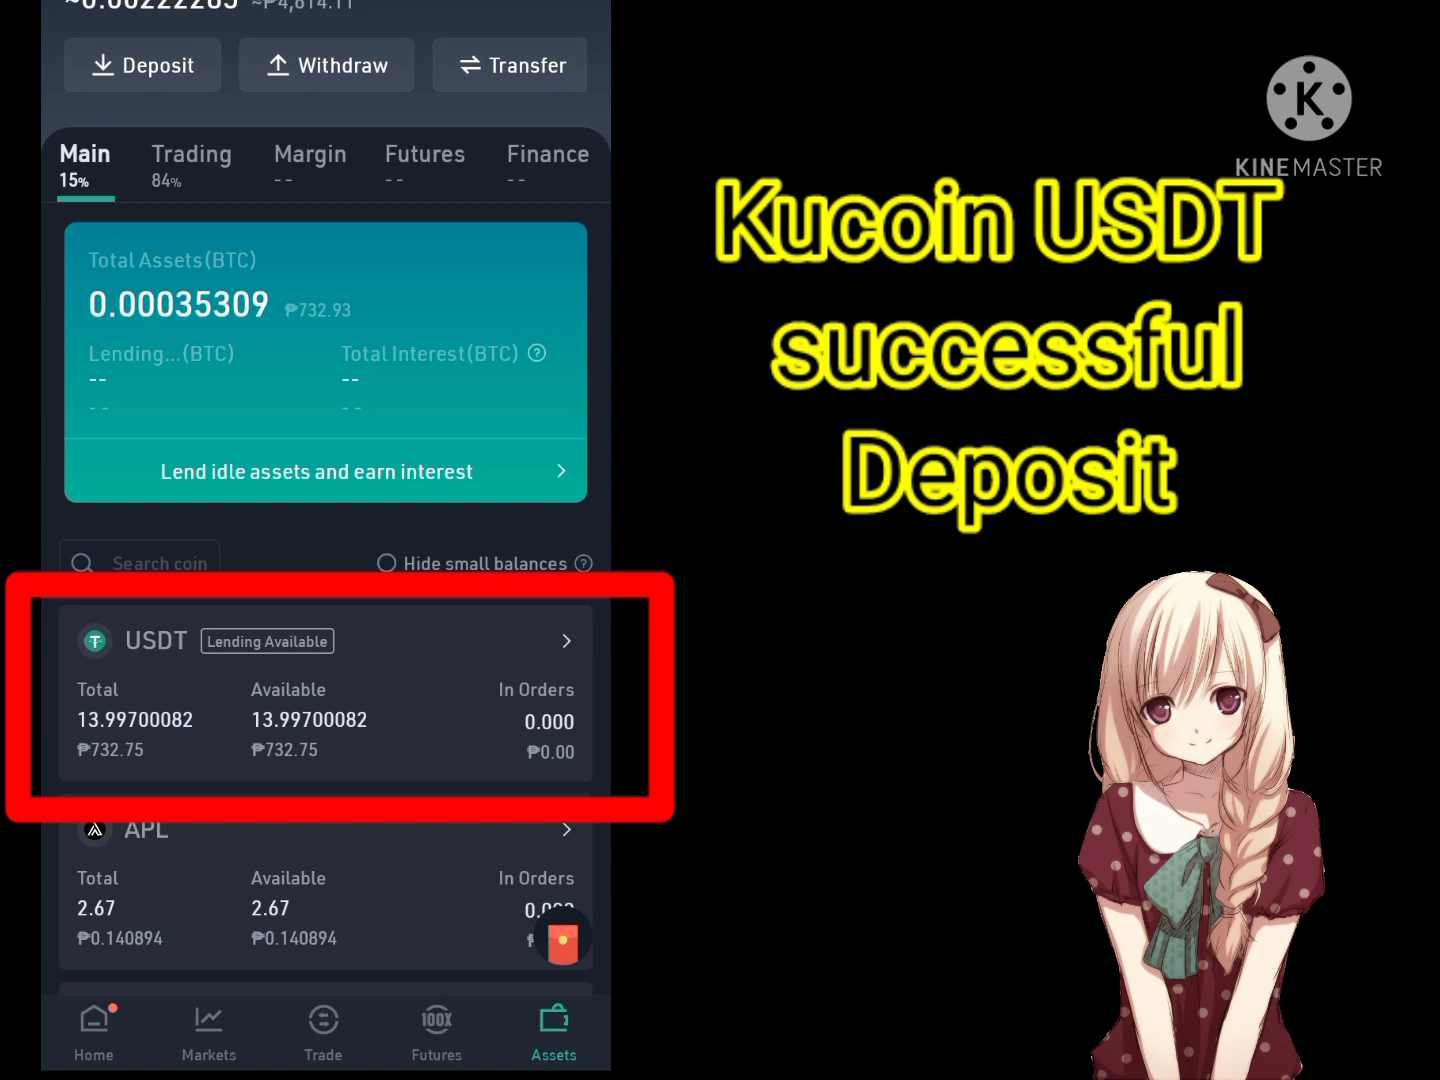 Deposit
Withdraw
Transfer
Main
Trading
Margin
Futures
Finance
15%
84%
--
--
--
Total Assets(BTC)
0.00035309 ₱732.93
Lending...(BTC)
Total Interest(BTC) ?
--
--
--
--
Lend idle assets and earn interest
Search coin
Hide small balances ?
USDT Lending Available
Total
Available
In Orders
13.99700082
13.99700082
0.000
₱732.75
₱732.75
₱0.00
APL
Total
Available
In Orders
2.67
2.67
₱0.140894
₱0.140894
100X
Home
Markets
Trade
Futures
Assets
K
KINEMASTER
Kucoin USDT
successful
Deposit